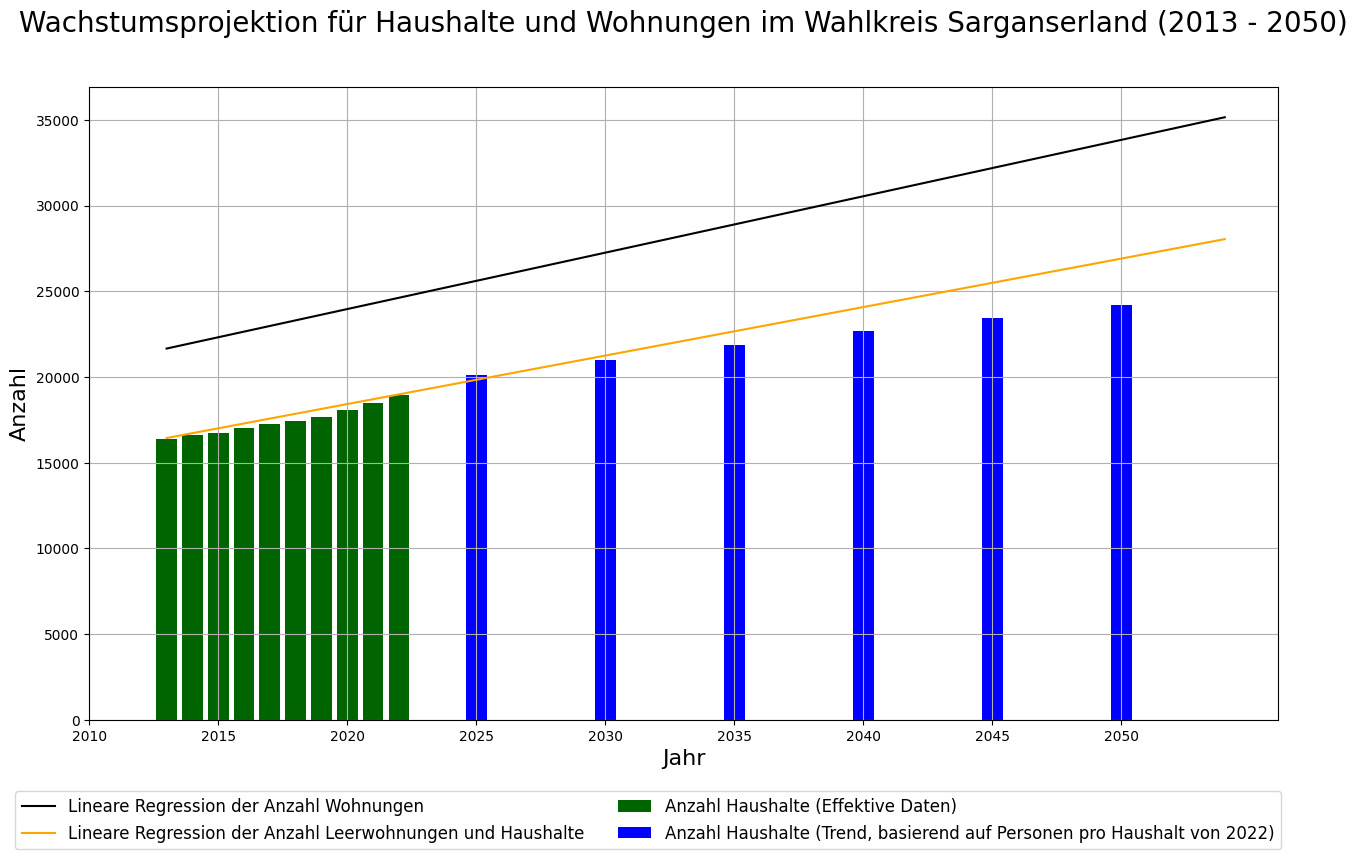 Wachstumsprojektion für Haushalte und Wohnungen im Wahlkreis Sarganserland (2013 - 2050)
Anzahl
35000
30000
25000
20000
15000
10000
5000
0
2010 2015 2020 2025 2030 2035 2040 2045 2050
Jahr
Lineare Regression der Anzahl Wohnungen
Lineare Regression der Anzahl Leerwohnungen und Haushalte
Anzahl Haushalte (Effektive Daten)
Anzahl Haushalte (Trend, basierend auf Personen pro Haushalt von 2022)